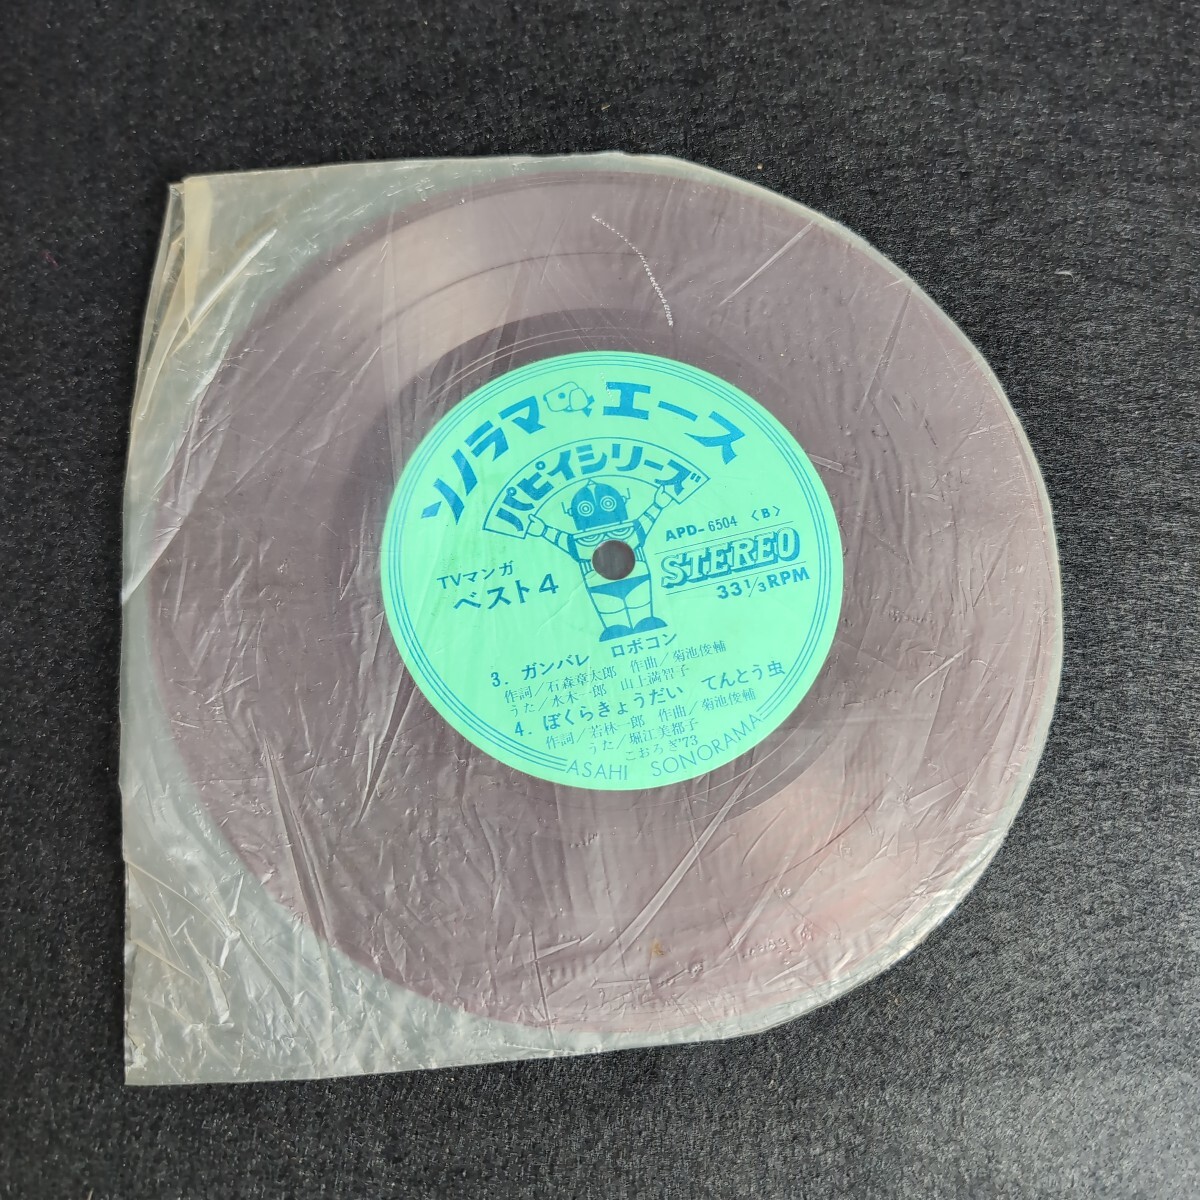 ソノラマエース
パピイシリーズ
APD-6504 〈B〉
STEREO
33 1/3 RPM
TVマンガ
ベスト4
3. ガンバレ ロボコン
作詞/石森章太郎 作曲/菊池俊輔
うた/水木一郎 山上満智子
4. ぼくらきょうだい てんとう虫
作詞/若林一郎 作曲/菊池俊輔
うた/堀江美都子
こおろぎ'73
ASAHI SONORAMA